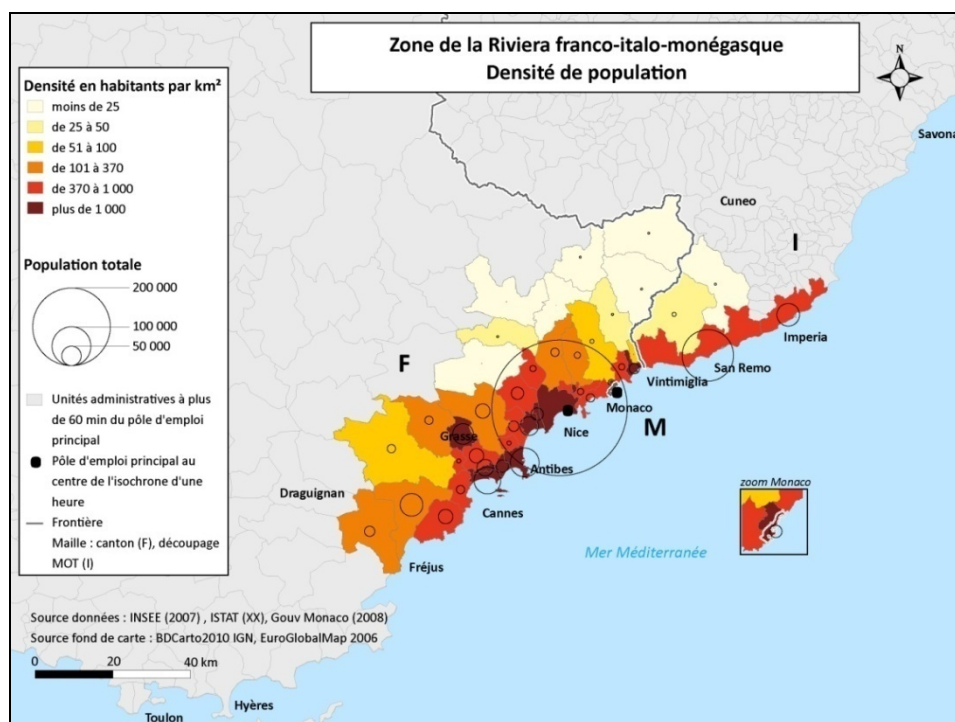 Zone de la Riviera franco-italo-monégasque
Densité de population
N
Densité en habitants par km²
moins de 25
de 25 à 50
de 51 à 100
de 101 à 370
de 370 à 1 000
plus de 1 000
Population totale
200 000
100 000
50 000
Unités administratives à plus
de 60 min du pôle d'emploi
principal
Pôle d'emploi principal au
centre de l'isochrone d'une
heure
Frontière
Maille : canton (F), découpage
MOT (I)
Savona
Cuneo
I
Imperia
San Remo
Vintimiglia
F
Monaco
M
Nice
Grasse
Antibes
Draguignan
Cannes
zoom Monaco
Mer Méditerranée
Fréjus
Source données : INSEE (2007) , ISTAT (XX), Gouv Monaco (2008)
Source fond de carte : BDCarto2010 IGN, EuroGlobalMap 2006
0 20 40 km
Hyères
Toulon